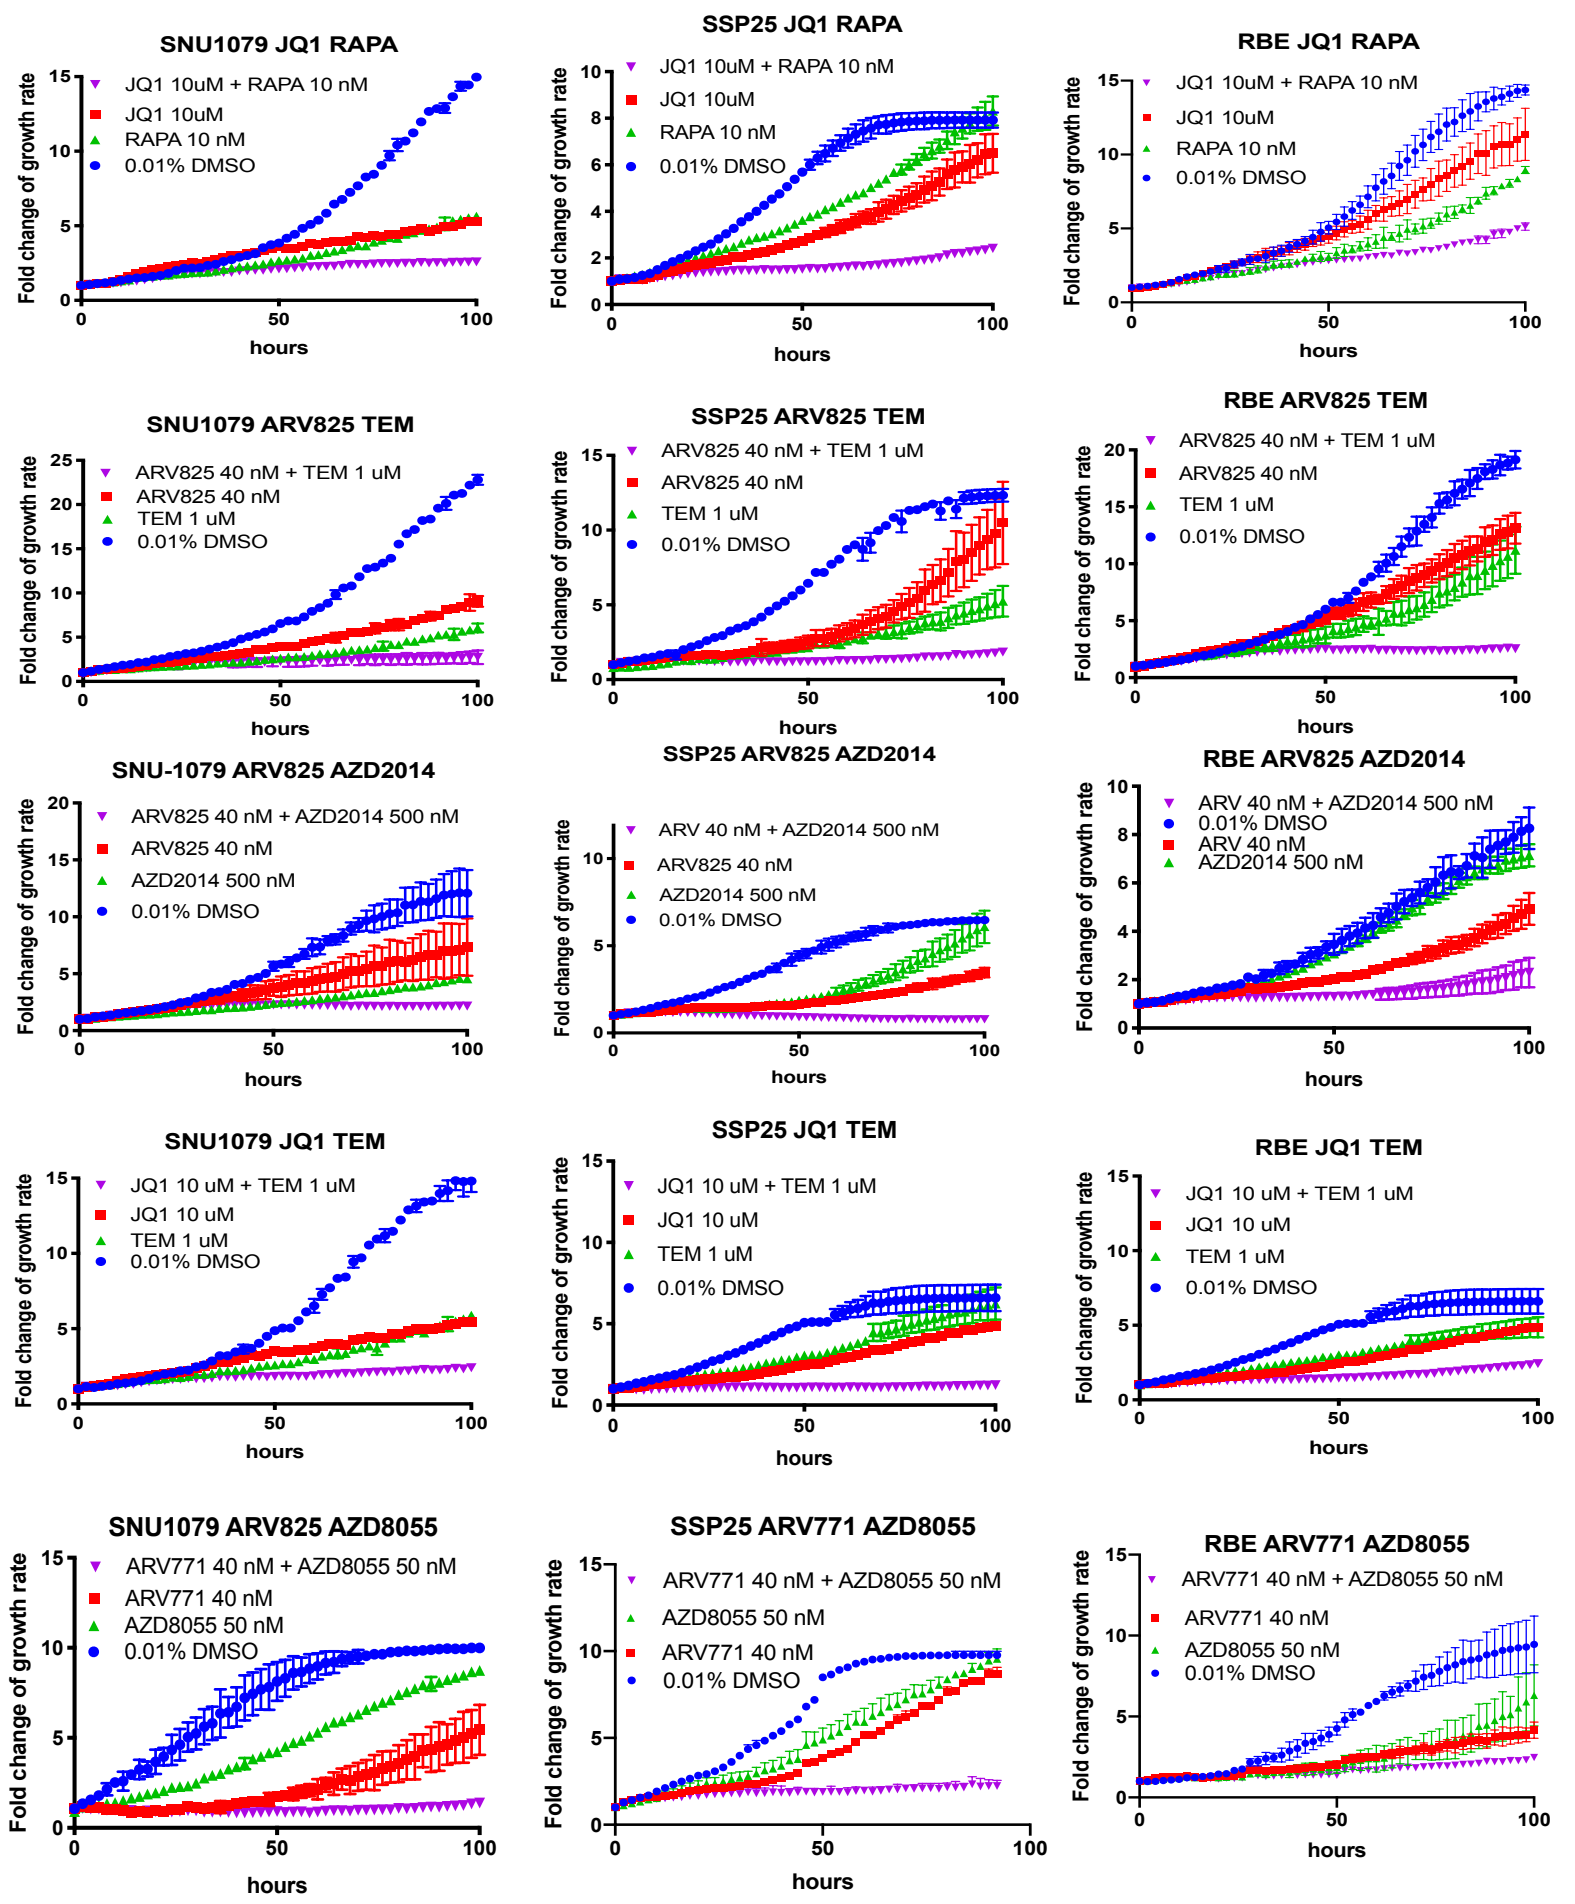 SNU1079 JQ1 RAPA
Fold change of growth rate
15
10
5
0
JQ1 10uM + RAPA 10 nM
JQ1 10uM
RAPA 10 nM
0.01% DMSO
0
50
100
hours
SSP25 JQ1 RAPA
Fold change of growth rate
10
8
6
4
2
0
JQ1 10uM + RAPA 10 nM
JQ1 10uM
RAPA 10 nM
0.01% DMSO
0
50
100
hours
RBE JQ1 RAPA
Fold change of growth rate
15
10
5
0
JQ1 10uM + RAPA 10 nM
JQ1 10uM
RAPA 10 nM
0.01% DMSO
0
50
100
hours
SNU1079 ARV825 TEM
Fold change of growth rate
25
20
15
10
5
0
ARV825 40 nM + TEM 1 uM
ARV825 40 nM
TEM 1 uM
0.01% DMSO
0
50
100
hours
SSP25 ARV825 TEM
Fold change of growth rate
15
10
5
0
ARV825 40 nM + TEM 1 uM
ARV825 40 nM
TEM 1 uM
0.01% DMSO
0
50
100
hours
RBE ARV825 TEM
Fold change of growth rate
20
15
10
5
0
ARV825 40 nM + TEM 1 uM
ARV825 40 nM
TEM 1 uM
0.01% DMSO
0
50
100
hours
SNU-1079 ARV825 AZD2014
Fold change of growth rate
20
15
10
5
0
ARV825 40 nM + AZD2014 500 nM
ARV825 40 nM
AZD2014 500 nM
0.01% DMSO
0
50
100
hours
SSP25 ARV825 AZD2014
Fold change of growth rate
10
5
0
ARV 40 nM + AZD2014 500 nM
ARV825 40 nM
AZD2014 500 nM
0.01% DMSO
0
50
100
hours
RBE ARV825 AZD2014
Fold change of growth rate
10
8
6
4
2
0
ARV 40 nM + AZD2014 500 nM
0.01% DMSO
ARV 40 nM
AZD2014 500 nM
0
50
100
hours
SNU1079 JQ1 TEM
Fold change of growth rate
15
10
5
0
JQ1 10 uM + TEM 1 uM
JQ1 10 uM
TEM 1 uM
0.01% DMSO
0
50
100
hours
SSP25 JQ1 TEM
Fold change of growth rate
15
10
5
0
JQ1 10 uM + TEM 1 uM
JQ1 10 uM
TEM 1 uM
0.01% DMSO
0
50
100
hours
RBE JQ1 TEM
Fold change of growth rate
15
10
5
0
JQ1 10 uM + TEM 1 uM
JQ1 10 uM
TEM 1 uM
0.01% DMSO
0
50
100
hours
SNU1079 ARV825 AZD8055
Fold change of growth rate
15
10
5
0
ARV771 40 nM + AZD8055 50 nM
ARV771 40 nM
AZD8055 50 nM
0.01% DMSO
0
50
100
hours
SSP25 ARV771 AZD8055
Fold change of growth rate
15
10
5
0
ARV771 40 nM + AZD8055 50 nM
AZD8055 50 nM
ARV771 40 nM
0.01% DMSO
0
50
100
hours
RBE ARV771 AZD8055
Fold change of growth rate
15
10
5
0
ARV771 40 nM + AZD8055 50 nM
ARV771 40 nM
AZD8055 50 nM
0.01% DMSO
0
50
100
hours